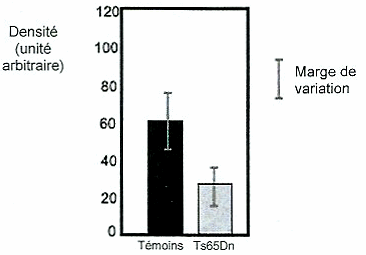 Densité
(unité
arbitraire)
120
100
80
60
40
20
0
Témoins Ts65Dn
Marge de
variation